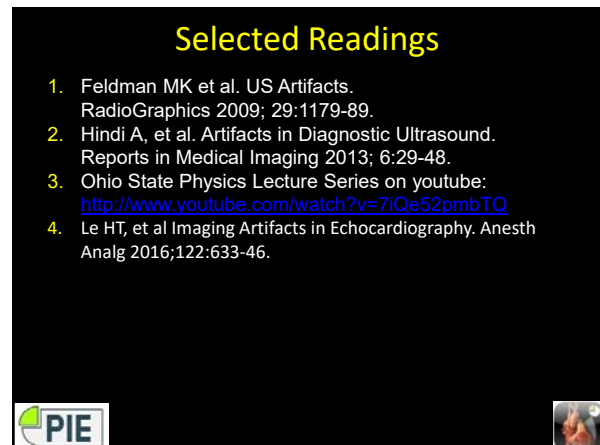 Selected Readings
1. Feldman MK et al. US Artifacts.
RadioGraphics 2009; 29:1179-89.
2. Hindi A, et al. Artifacts in Diagnostic Ultrasound.
Reports in Medical Imaging 2013; 6:29-48.
3. Ohio State Physics Lecture Series on youtube:
http://www.youtube.com/watch?v=7iQe52pmbTQ
4. Le HT, et al Imaging Artifacts in Echocardiography. Anesth
Analg 2016;122:633-46.
PIE